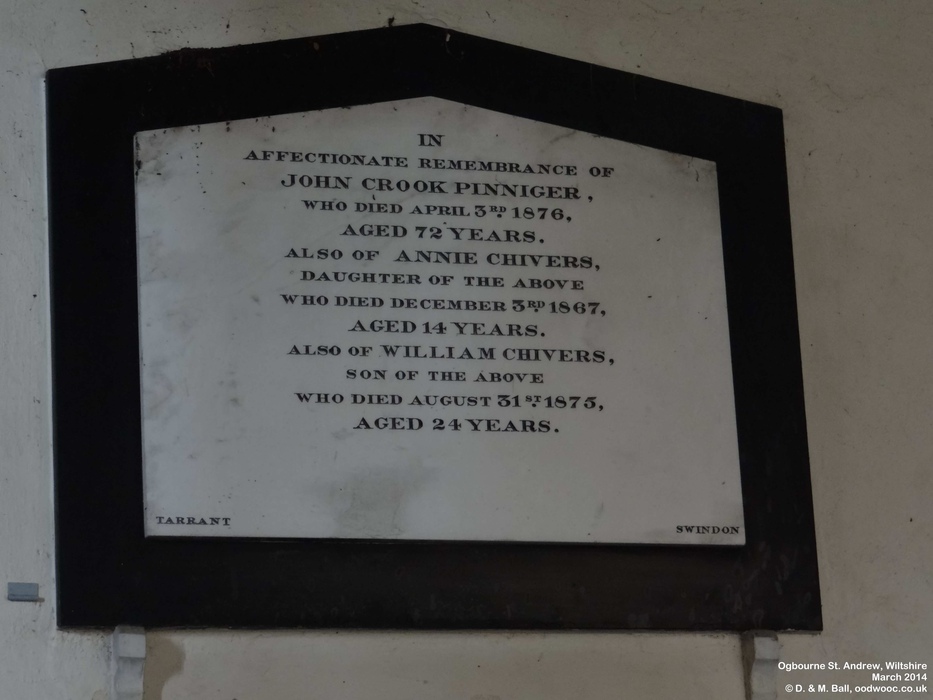 IN
AFFECTIONATE REMEMBRANCE OF
JOHN CROOK PINNIGER,
WHO DIED APRIL 3RD 1876,
AGED 72 YEARS.
ALSO OF ANNIE CHIVERS,
DAUGHTER OF THE ABOVE
WHO DIED DECEMBER 3RD 1867,
AGED 14 YEARS.
ALSO OF WILLIAM CHIVERS,
SON OF THE ABOVE
WHO DIED AUGUST 31ST 1875,
AGED 24 YEARS.
TARRANT
SWINDON
Ogbourne St. Andrew, Wiltshire
March 2014
© D. & M. Ball, oodwooc.co.uk